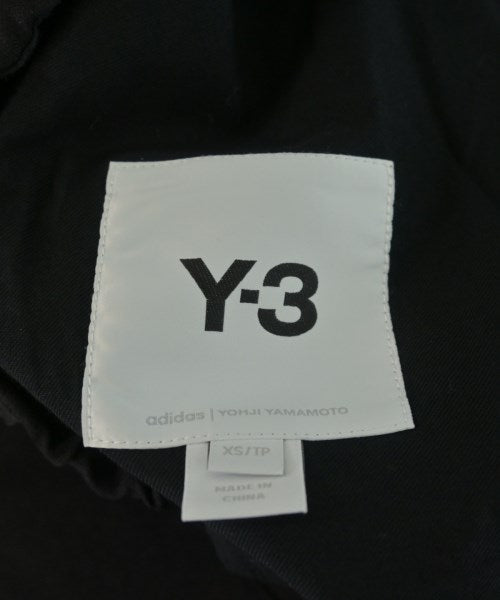 Y-3
adidas | YOHJI YAMAMOTO
XS/TP
MADE IN
CHINA